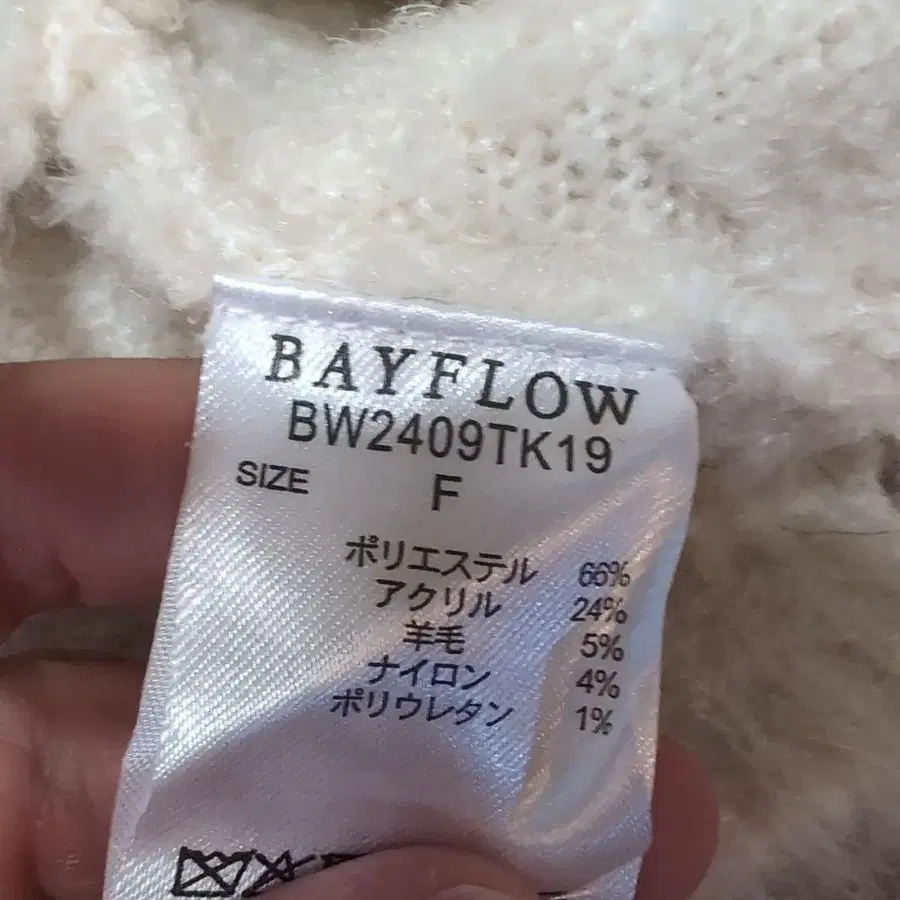 BAYFLOW
BW2409TK19
SIZE F
ポリエステル 66%
アクリル 24%
羊毛 5%
ナイロン 4%
ポリウレタン 1%